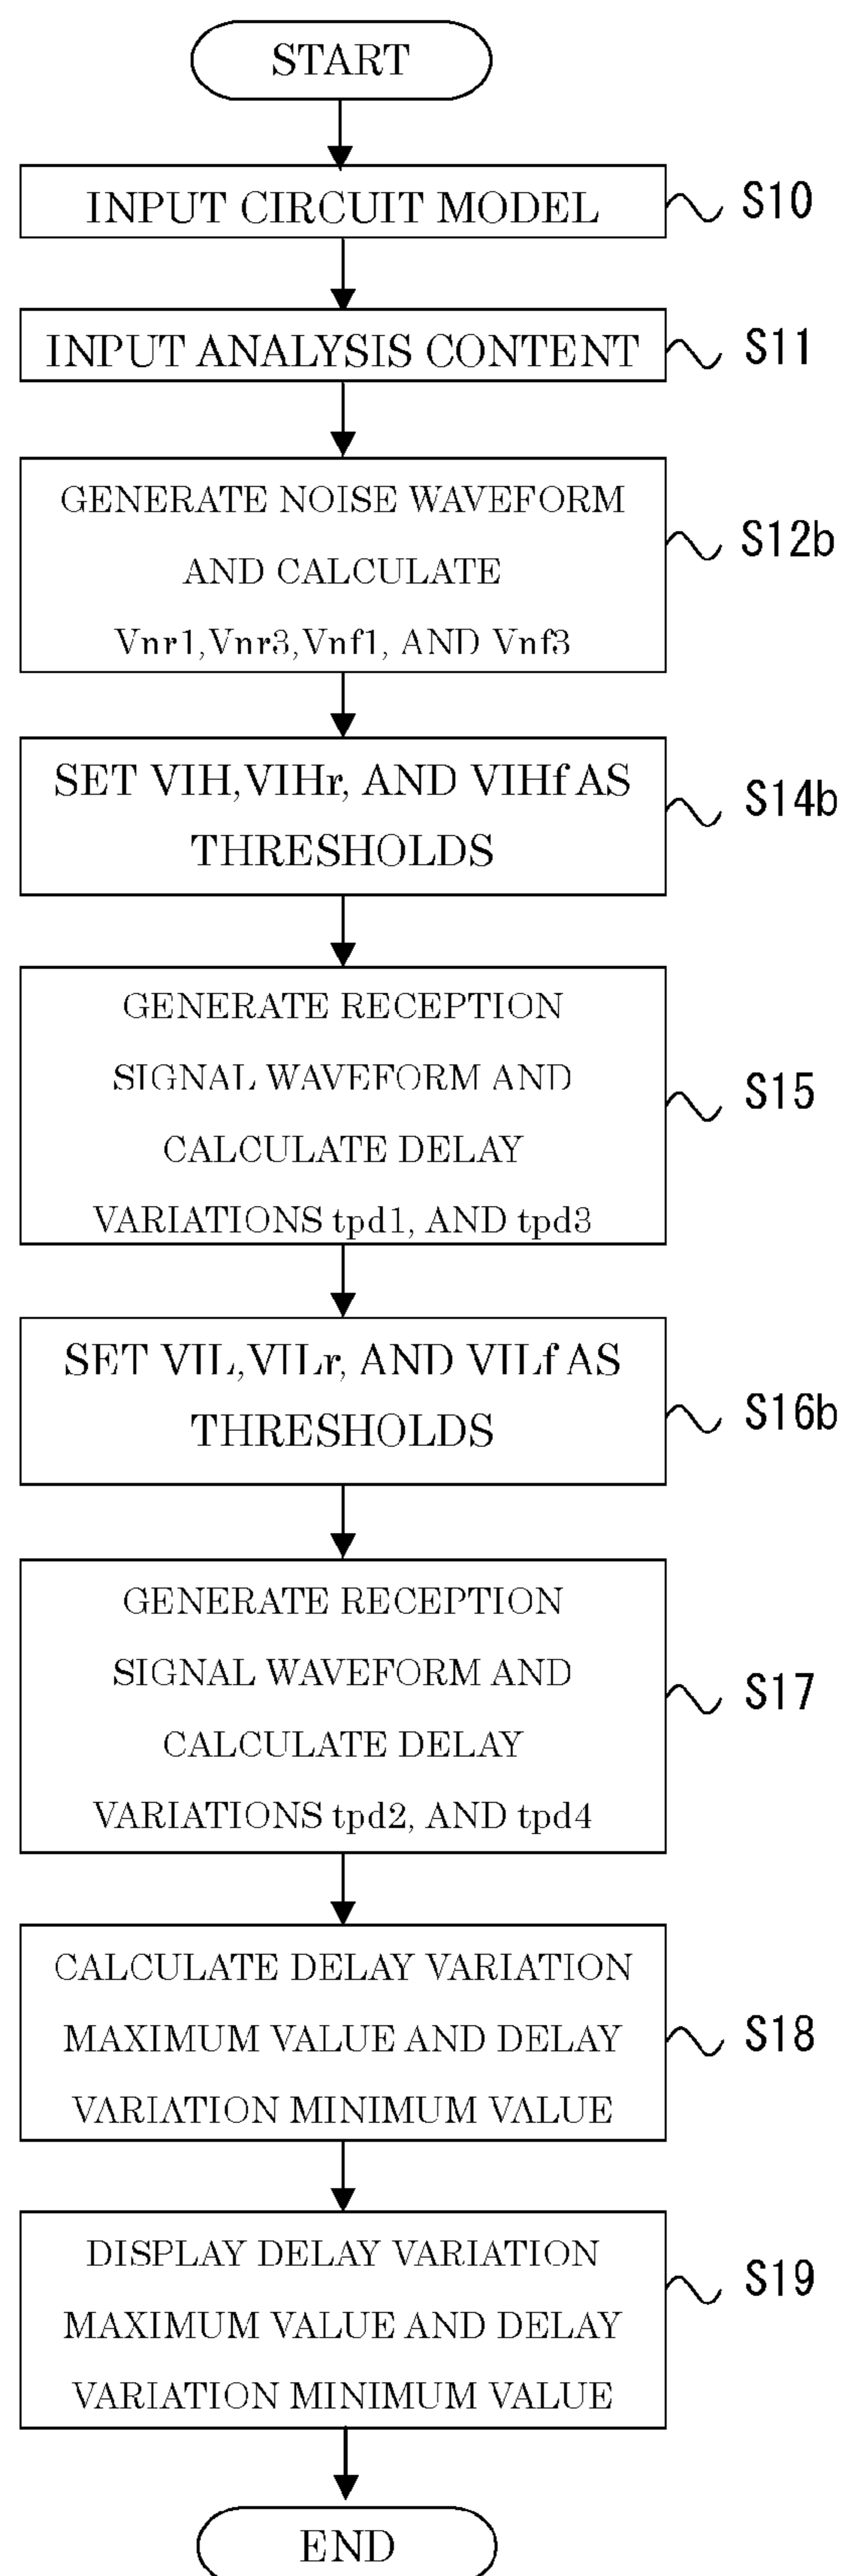 START
INPUT CIRCUIT MODEL
S10
INPUT ANALYSIS CONTENT
S11
GENERATE NOISE WAVEFORM
AND CALCULATE
Vnr1,Vnr3,Vnf1, AND Vnf3
S12b
SET VIH,VIHr, AND VIHf AS
THRESHOLDS
S14b
GENERATE RECEPTION
SIGNAL WAVEFORM AND
CALCULATE DELAY
VARIATIONS tpd1, AND tpd3
S15
SET VIL,VILr, AND VILf AS
THRESHOLDS
S16b
GENERATE RECEPTION
SIGNAL WAVEFORM AND
CALCULATE DELAY
VARIATIONS tpd2, AND tpd4
S17
CALCULATE DELAY VARIATION
MAXIMUM VALUE AND DELAY
VARIATION MINIMUM VALUE
S18
DISPLAY DELAY VARIATION
MAXIMUM VALUE AND DELAY
VARIATION MINIMUM VALUE
S19
END